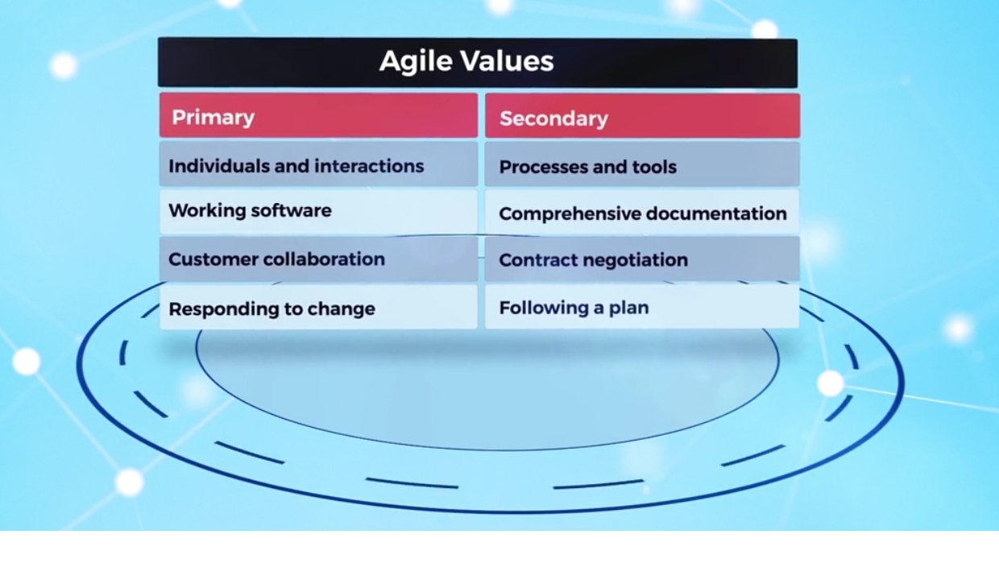 Agile Values
Primary
Secondary
Individuals and interactions
Processes and tools
Working software
Comprehensive documentation
Customer collaboration
Contract negotiation
Responding to change
Following a plan